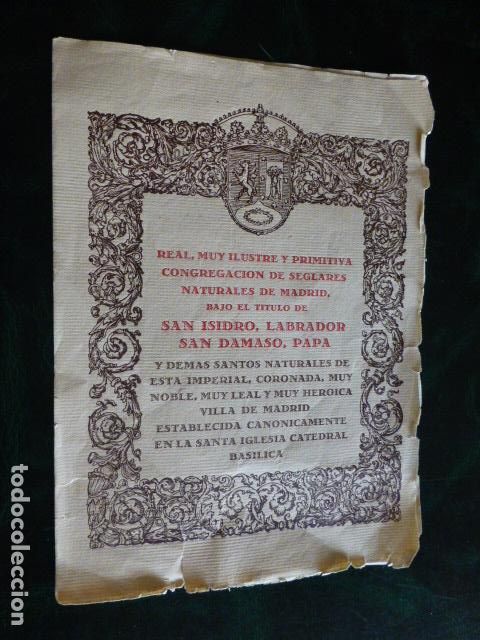 REAL, MUY ILUSTRE Y PRIMITIVA
CONGREGACION DE SEGLARES
NATURALES DE MADRID,
BAJO EL TITULO DE
SAN ISIDRO, LABRADOR
SAN DAMASO, PAPA
Y DEMAS SANTOS NATURALES DE
ESTA IMPERIAL, CORONADA, MUY
NOBLE, MUY LEAL Y MUY HEROICA
VILLA DE MADRID
ESTABLECIDA CANONICAMENTE
EN LA SANTA IGLESIA CATEDRAL
BASILICA
todocoleccion.net